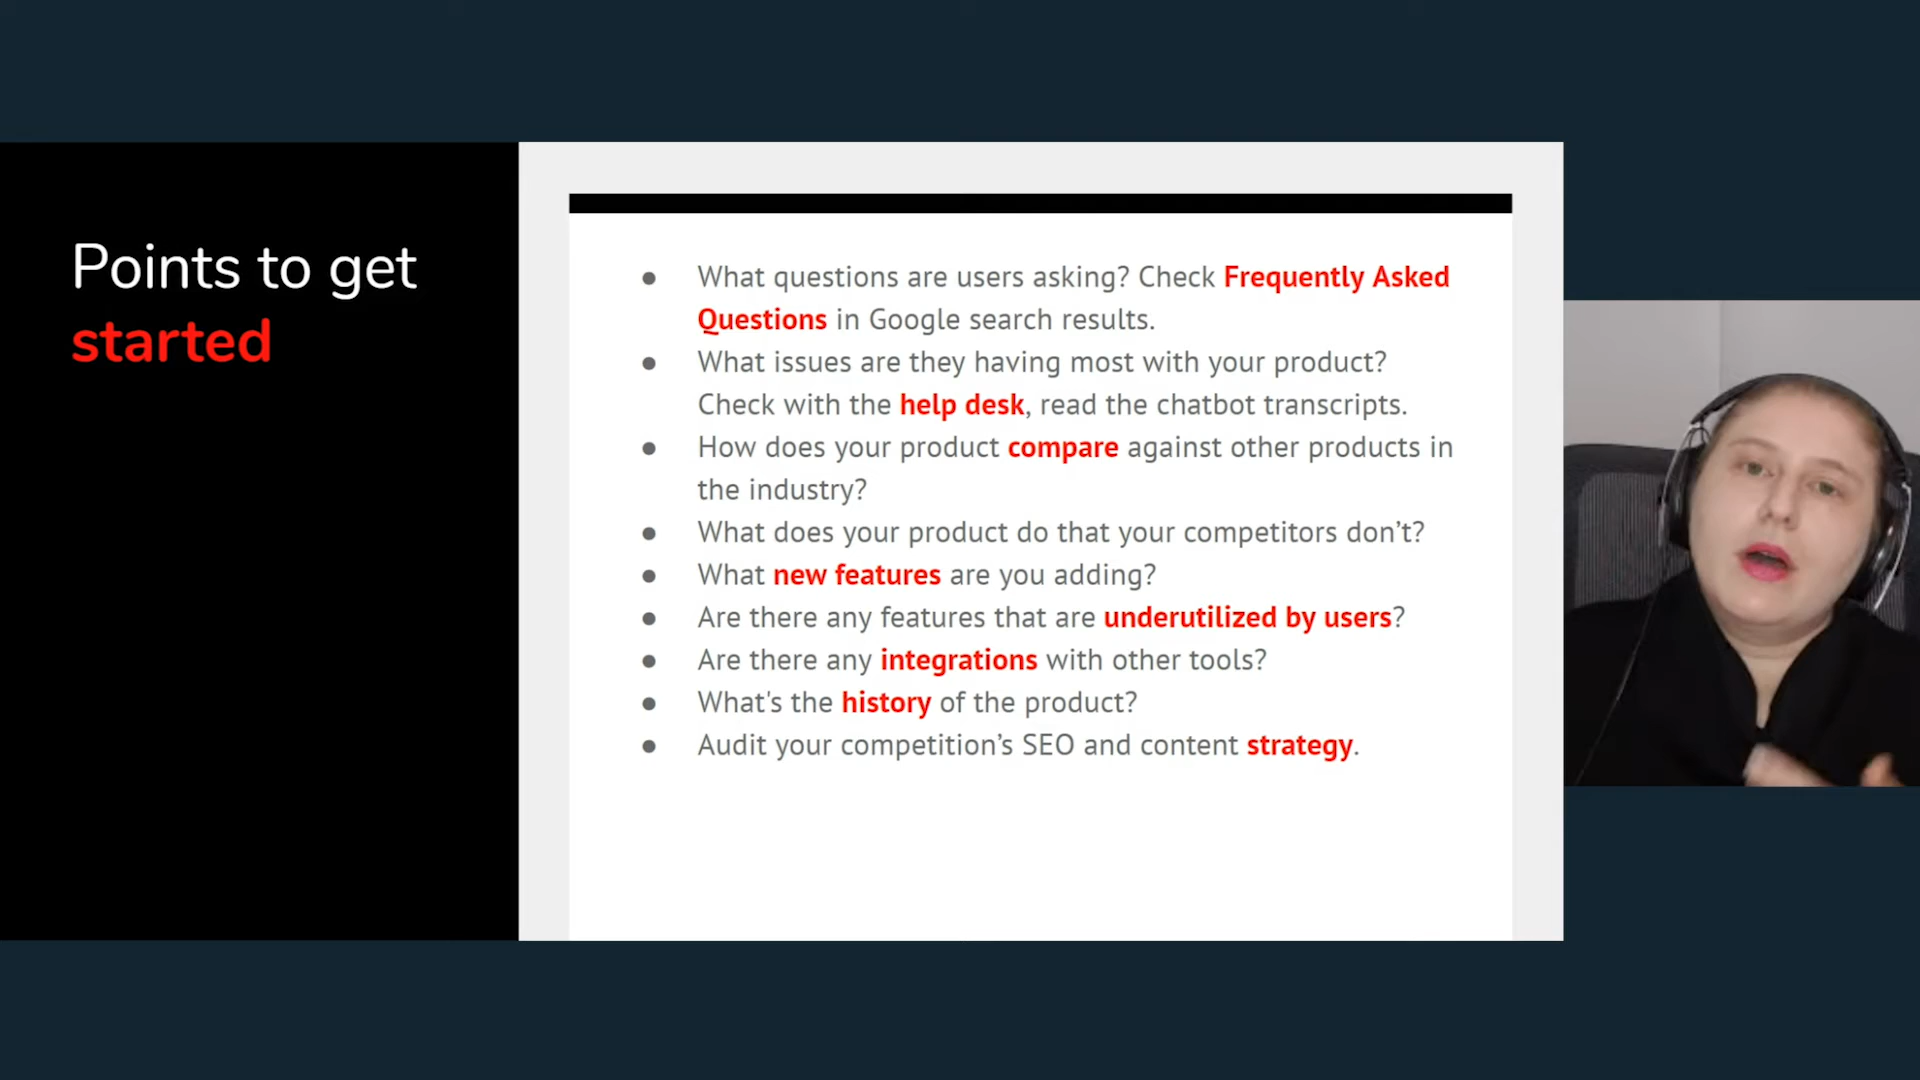 Points to get
started
● What questions are users asking? Check Frequently Asked
Questions in Google search results.
● What issues are they having most with your product?
Check with the help desk, read the chatbot transcripts.
● How does your product compare against other products in
the industry?
● What does your product do that your competitors don’t?
● What new features are you adding?
● Are there any features that are underutilized by users?
● Are there any integrations with other tools?
● What's the history of the product?
● Audit your competition’s SEO and content strategy.